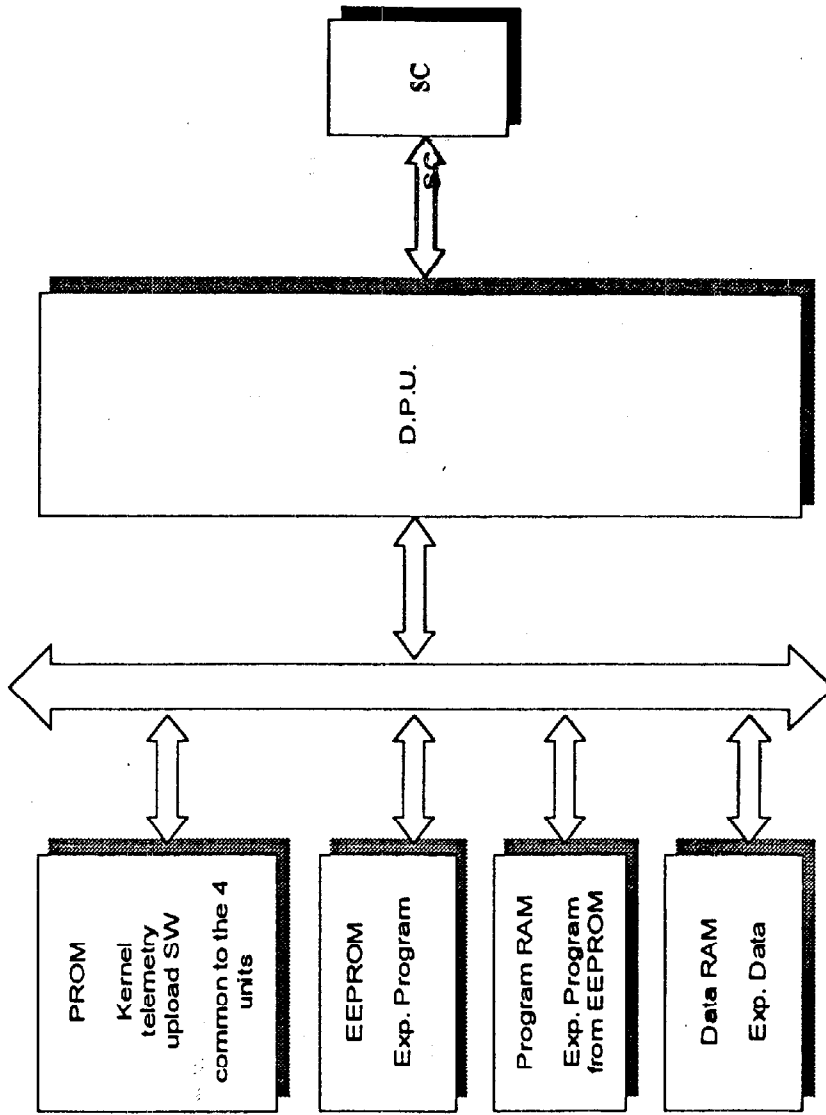 PROM
Kernel
telemetry
upload SW
common to the 4
units
EEPROM
Exp. Program
Program RAM
Exp. Program
from EEPROM
Data RAM
Exp. Data
D.P.U.
SC
SC